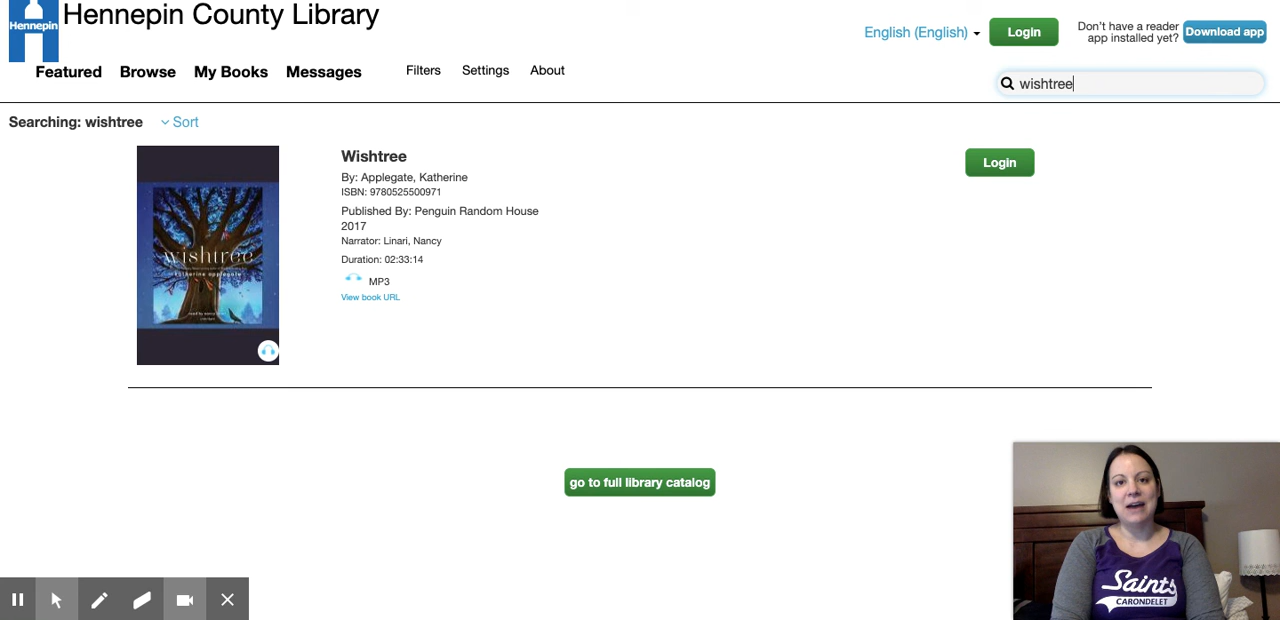 Hennepin
Hennepin County Library
English (English)
Login
Don't have a reader
app installed yet?
Download app
Featured
Browse
My Books
Messages
Filters
Settings
About
wishtree
Searching: wishtree
Sort
wishtree
katherine applegate
Wishtree
By: Applegate, Katherine
ISBN: 9780525500971
Published By: Penguin Random House
2017
Narrator: Linari, Nancy
Duration: 02:33:14
MP3
View book URL
Login
go to full library catalog
Saints
CARONDELET